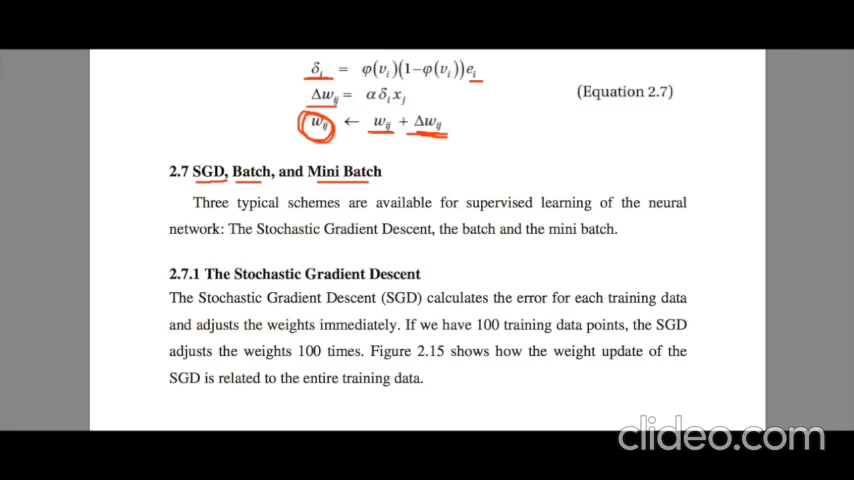 δᵢ = φ(vᵢ)(1−φ(vᵢ))eᵢ
Δwᵢⱼ = αδᵢxⱼ
(Equation 2.7)
wᵢⱼ ← wᵢⱼ + Δwᵢⱼ
2.7 SGD, Batch, and Mini Batch
Three typical schemes are available for supervised learning of the neural
network: The Stochastic Gradient Descent, the batch and the mini batch.
2.7.1 The Stochastic Gradient Descent
The Stochastic Gradient Descent (SGD) calculates the error for each training data
and adjusts the weights immediately. If we have 100 training data points, the SGD
adjusts the weights 100 times. Figure 2.15 shows how the weight update of the
SGD is related to the entire training data.
clideo.com